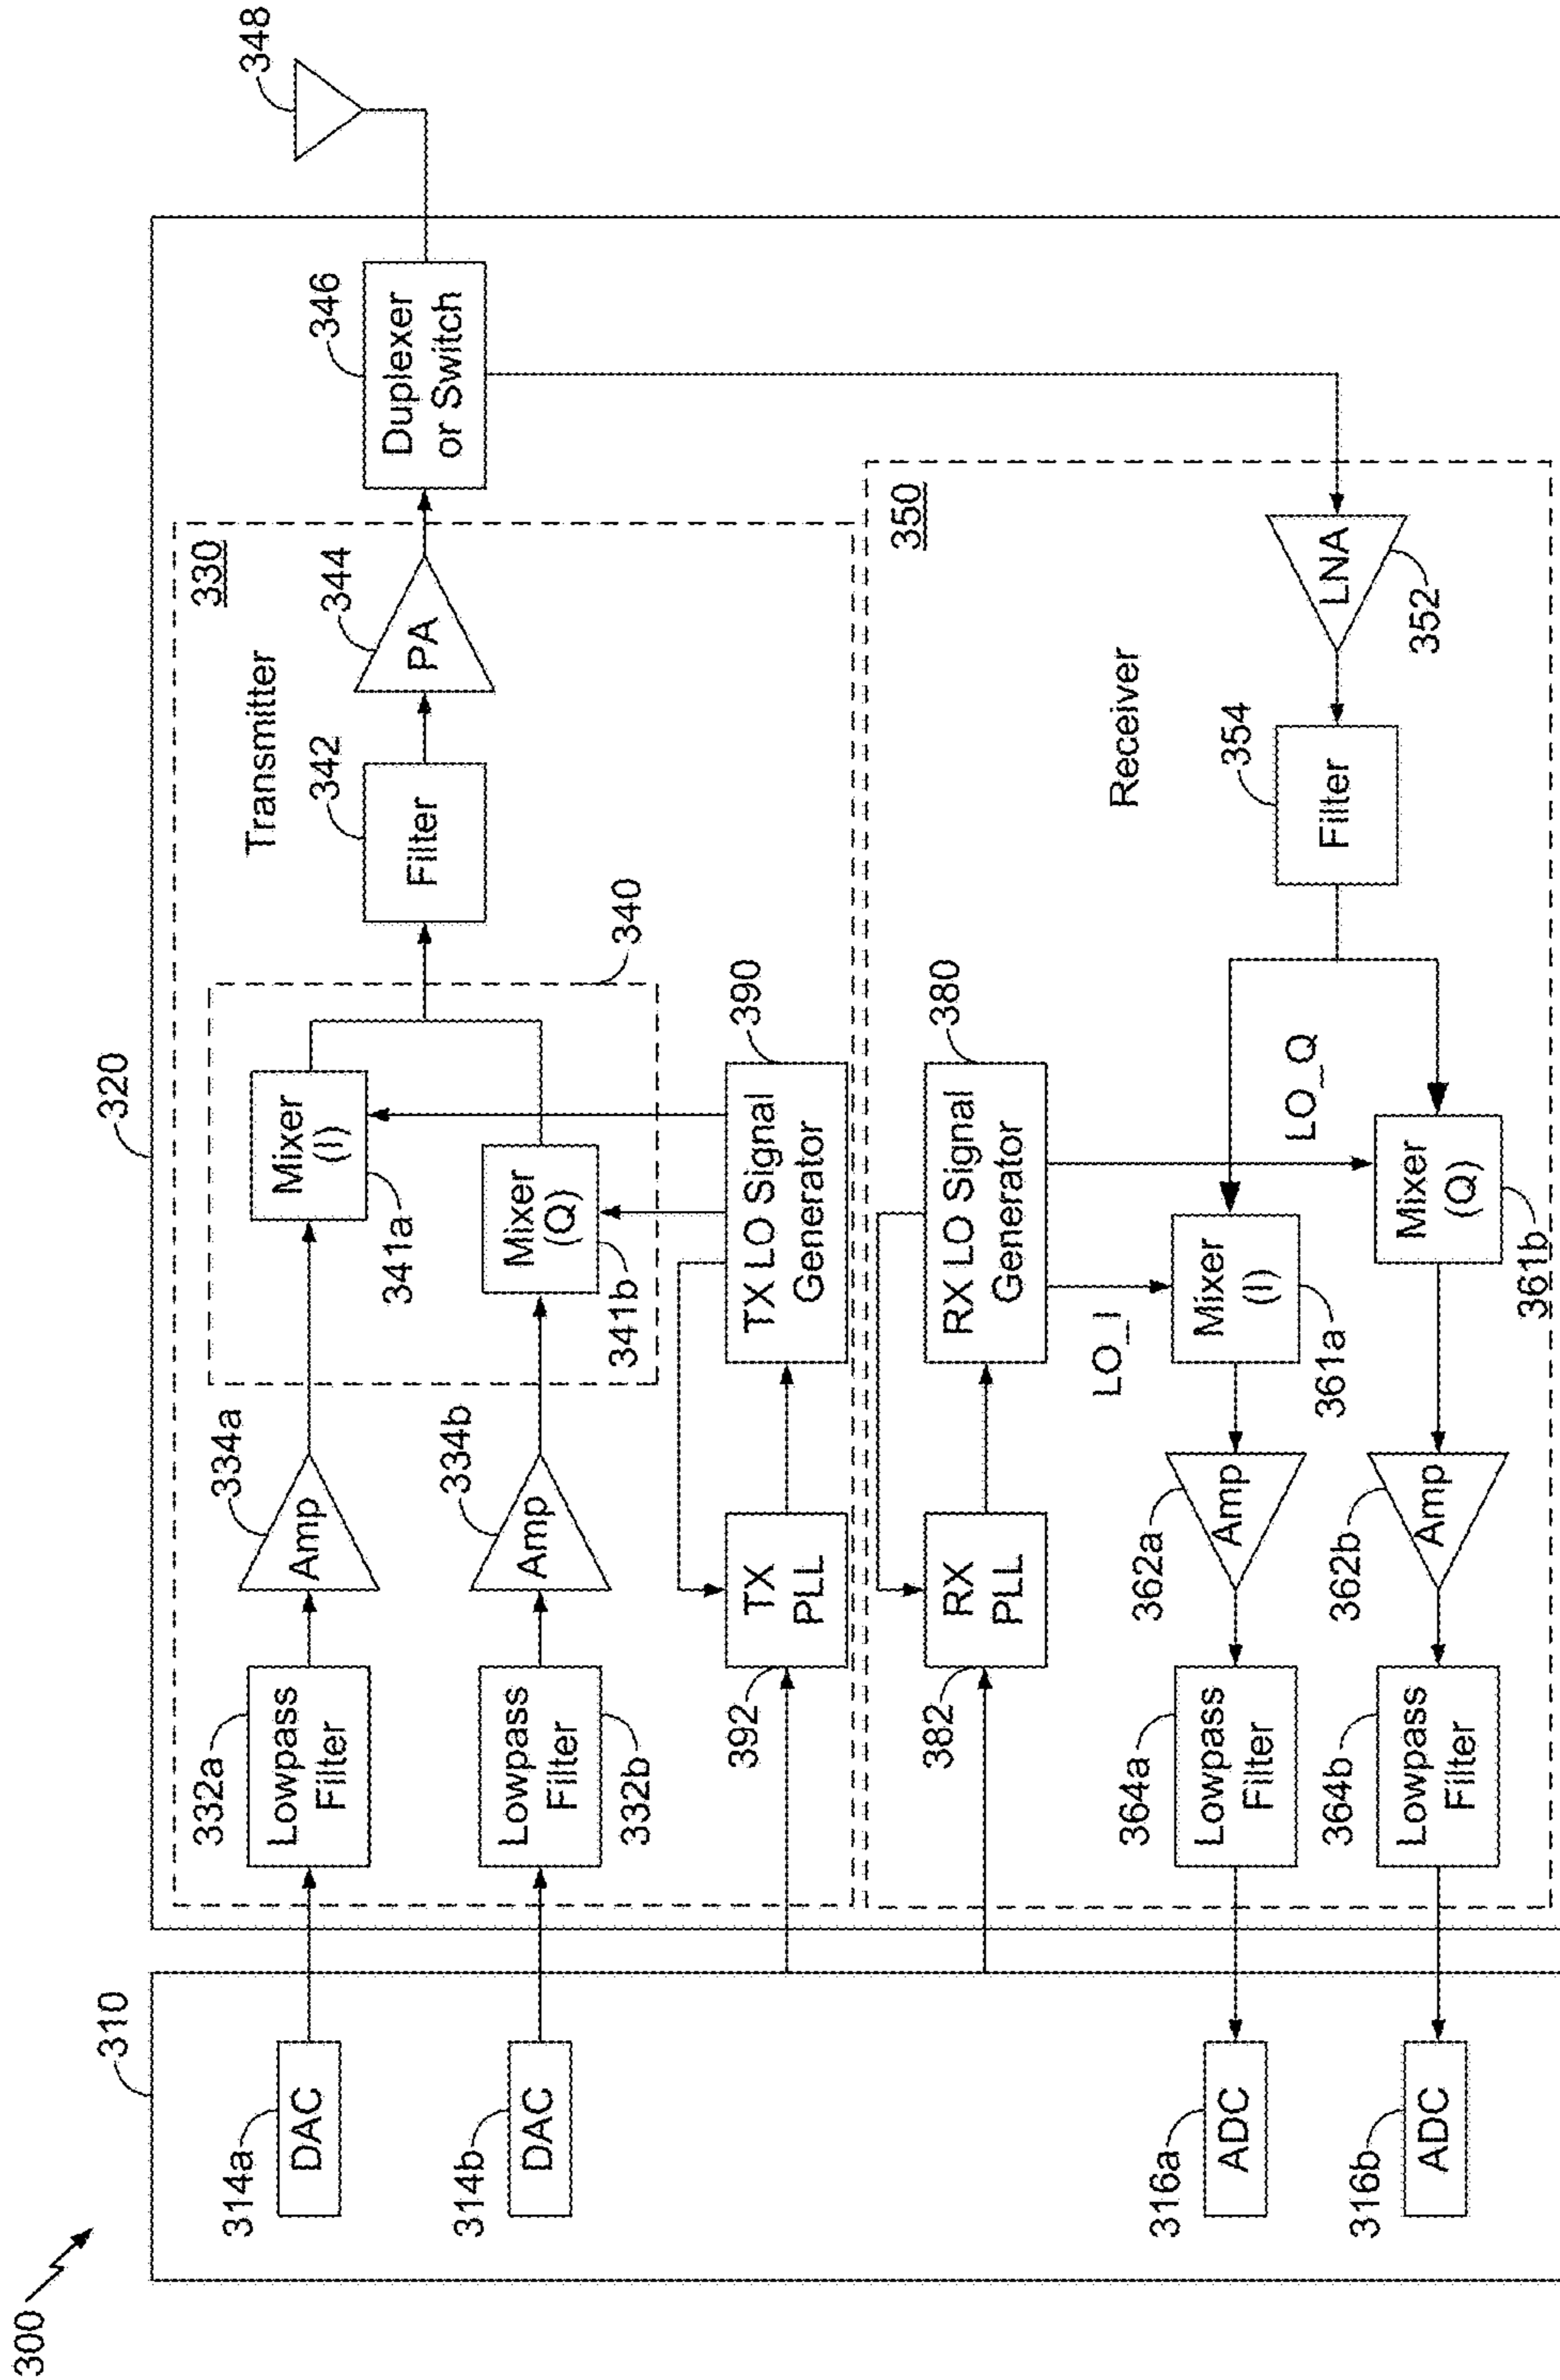 300
310
320
348
314a
DAC
314b
DAC
316a
ADC
316b
ADC
330
Transmitter
332a
Lowpass
Filter
334a
Amp
341a
Mixer
(I)
340
342
Filter
344
PA
346
Duplexer
or Switch
332b
Lowpass
Filter
334b
Amp
341b
Mixer
(Q)
392
TX
PLL
390
TX LO Signal
Generator
350
Receiver
382
RX
PLL
380
RX LO Signal
Generator
LO_I
LO_Q
364a
Lowpass
Filter
362a
Amp
361a
Mixer
(I)
354
Filter
352
LNA
364b
Lowpass
Filter
362b
Amp
361b
Mixer
(Q)